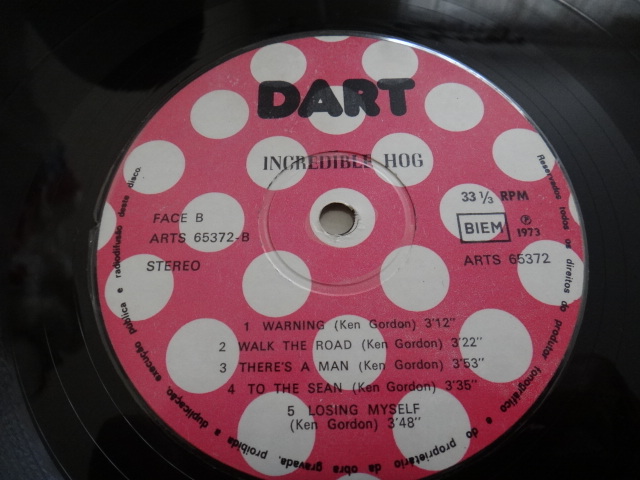 DART
INCREDIBLE HOG
FACE B
ARTS 65372-B
STEREO
33 1/3 RPM
BIEM
℗ 1973
ARTS 65372
1 WARNING (Ken Gordon) 3'12"
2 WALK THE ROAD (Ken Gordon) 3'22"
3 THERE'S A MAN (Ken Gordon) 3'53"
4 TO THE SEAN (Ken Gordon) 3'35"
5 LOSING MYSELF
(Ken Gordon) 3'48"
Reservados todos os direitos do produtor fonográfico e do proprietário da obra gravada, proibida a duplicação, execução pública e radiodifusão deste disco.